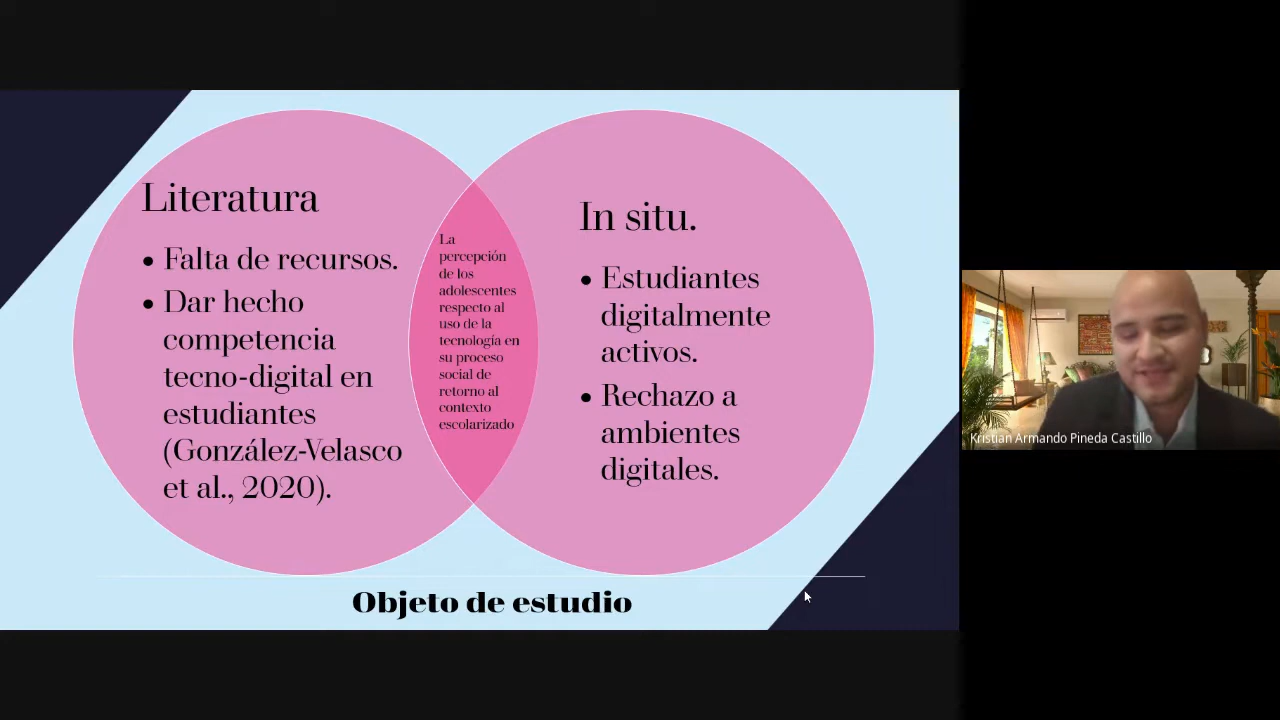 Literatura
• Falta de recursos.
• Dar hecho
competencia
tecno-digital en
estudiantes
(González-Velasco
et al., 2020).
La
percepción
de los
adolescentes
respecto al
uso de la
tecnología en
su proceso
social de
retorno al
contexto
escolarizado
In situ.
• Estudiantes
digitalmente
activos.
• Rechazo a
ambientes
digitales.
Objeto de estudio
Kristian Armando Pineda Castillo